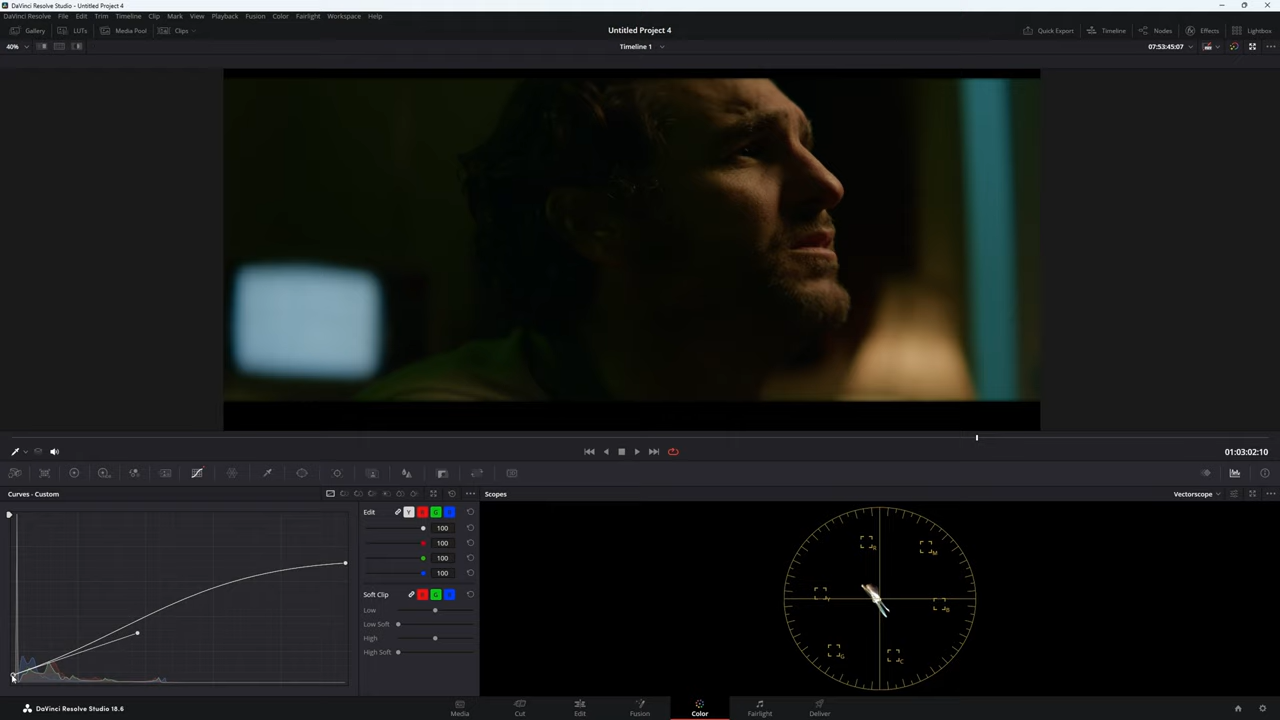 DaVinci Resolve Studio - Untitled Project 4
DaVinci Resolve File Edit Trim Timeline Clip Mark View Playback Fusion Color Fairlight Workspace Help
Gallery LUTs Media Pool Clips Untitled Project 4 Quick Export Timeline Nodes Effects Lightbox
40% Timeline 1 07:53:45:07
01:03:02:10
Curves - Custom Scopes Vectorscope
Edit Y R G B
100
100
100
100
Soft Clip R G B
Low
Low Soft
High
High Soft
R M
Y B
G C
DaVinci Resolve Studio 18.6 Media Cut Edit Fusion Color Fairlight Deliver